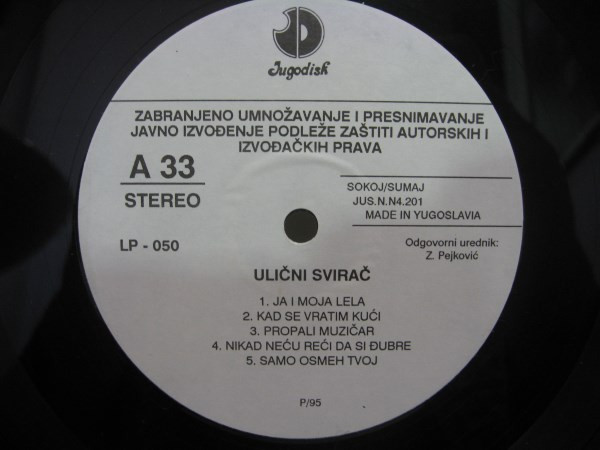 Jugodisk
ZABRANJENO UMNOŽAVANJE I PRESNIMAVANJE
JAVNO IZVOĐENJE PODLEŽE ZAŠTITI AUTORSKIH I
IZVOĐAČKIH PRAVA
A 33
STEREO
SOKOJ/SUMAJ
JUS.N.N4.201
MADE IN YUGOSLAVIA
LP - 050
Odgovorni urednik:
Z. Pejković
ULIČNI SVIRAČ
1. JA I MOJA LELA
2. KAD SE VRATIM KUĆI
3. PROPALI MUZIČAR
4. NIKAD NEĆU REĆI DA SI ĐUBRE
5. SAMO OSMEH TVOJ
P/95